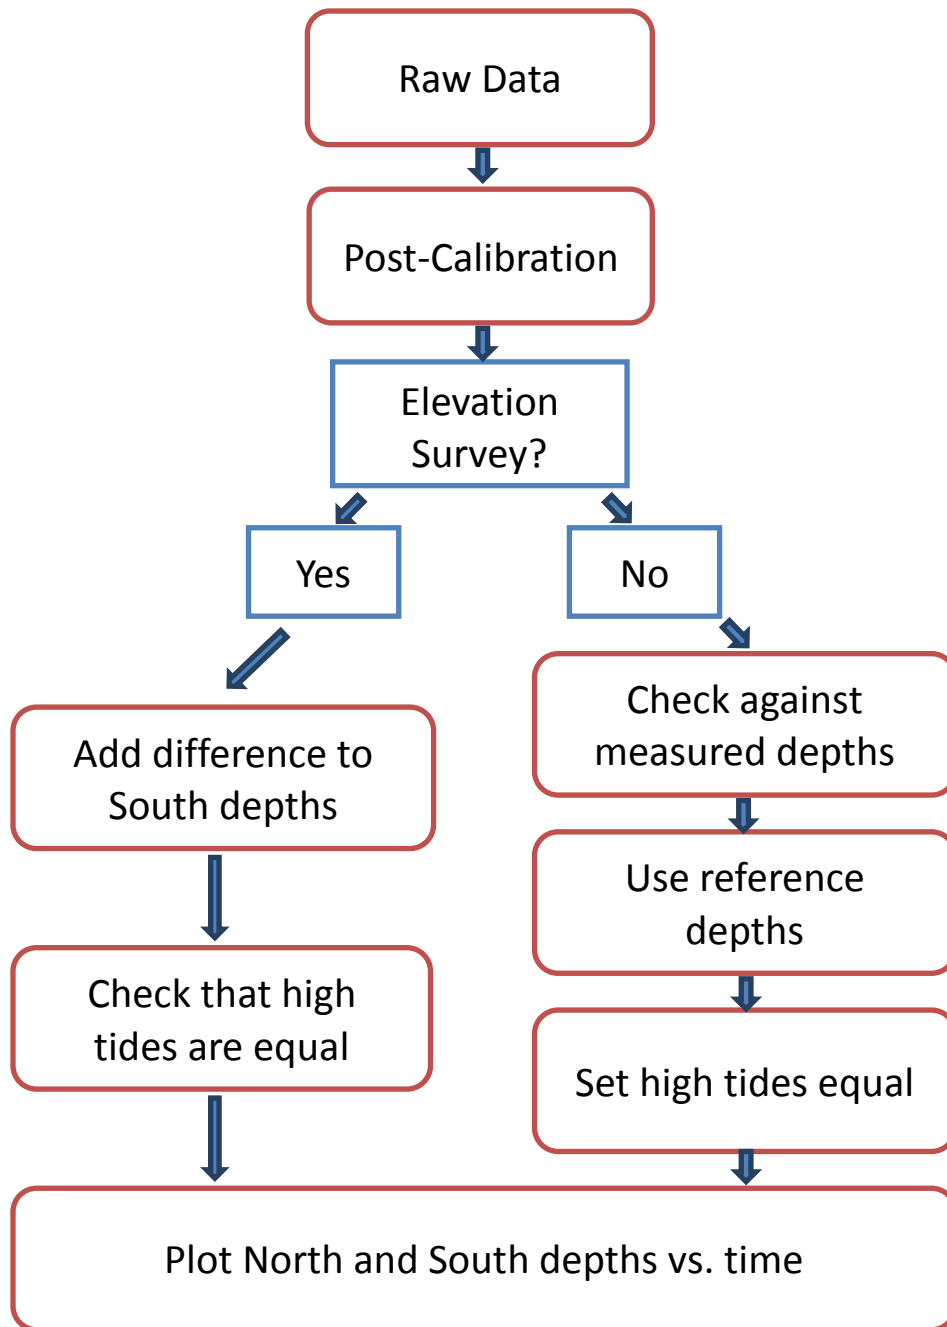 Raw Data
Post-Calibration
Elevation
Survey?
Yes
No
Add difference to
South depths
Check that high
tides are equal
Check against
measured depths
Use reference
depths
Set high tides equal
Plot North and South depths vs. time